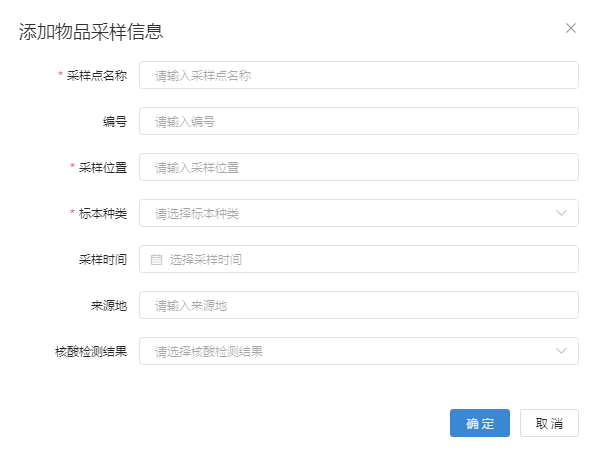 添加物品采样信息
* 采样点名称 请输入采样点名称
编号 请输入编号
* 采样位置 请输入采样位置
* 标本种类 请选择标本种类
采样时间 选择采样时间
来源地 请输入来源地
核酸检测结果 请选择核酸检测结果
确定 取消